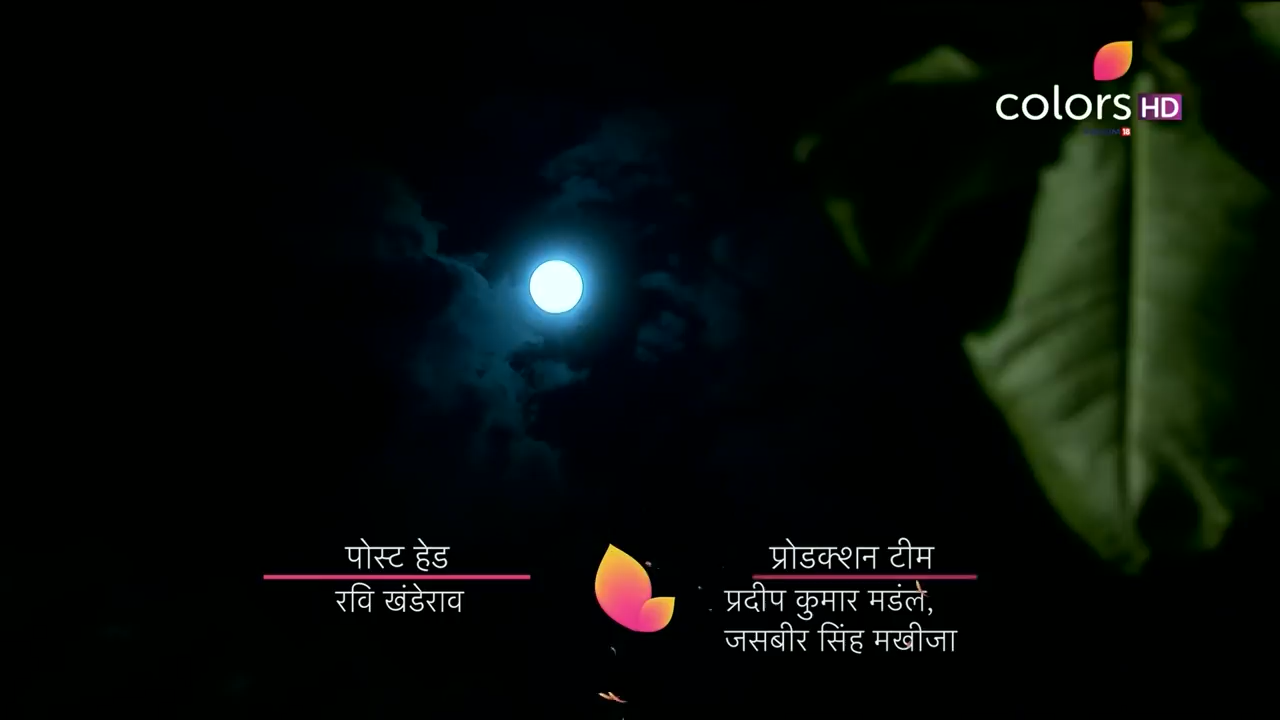 colors HD
पोस्ट हेड
रवि खंडेराव
प्रोडक्शन टीम
प्रदीप कुमार मडंले,
जसबीर सिंह मखीजा